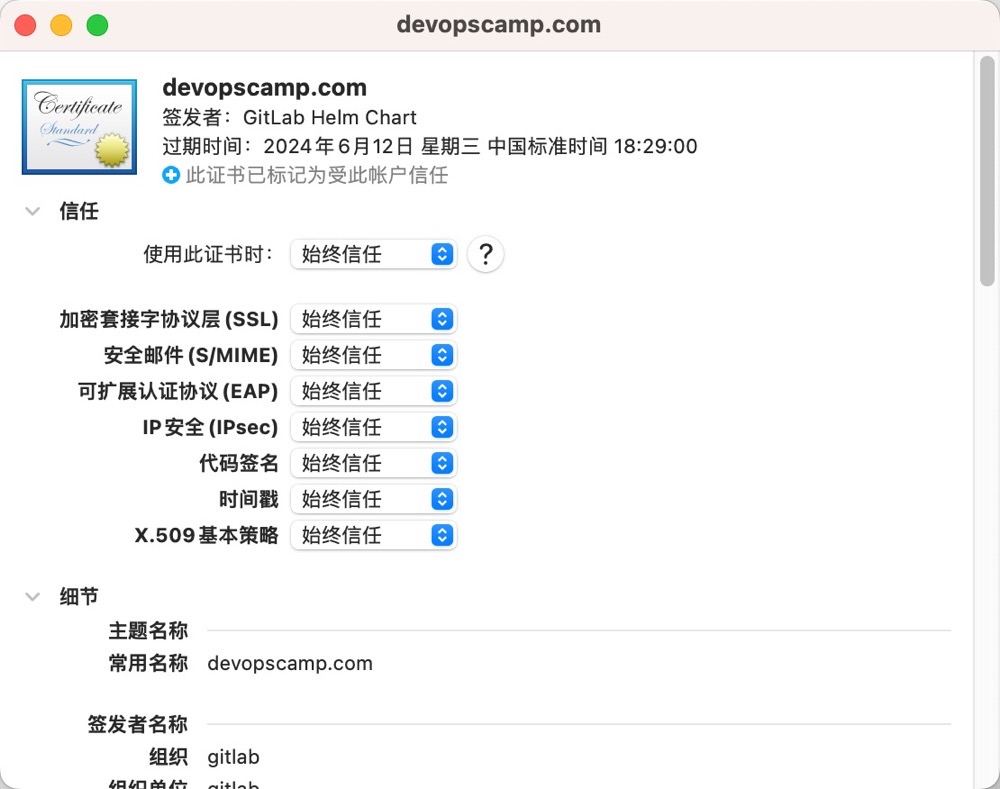 devopscamp.com
Certificate
Standard
devopscamp.com
签发者：GitLab Helm Chart
过期时间：2024年6月12日 星期三 中国标准时间 18:29:00
此证书已标记为受此帐户信任
信任
使用此证书时： 始终信任 ?
加密套接字协议层 (SSL) 始终信任
安全邮件 (S/MIME) 始终信任
可扩展认证协议 (EAP) 始终信任
IP 安全 (IPsec) 始终信任
代码签名 始终信任
时间戳 始终信任
X.509 基本策略 始终信任
细节
主题名称
常用名称 devopscamp.com
签发者名称
组织 gitlab
组织单位 gitlab